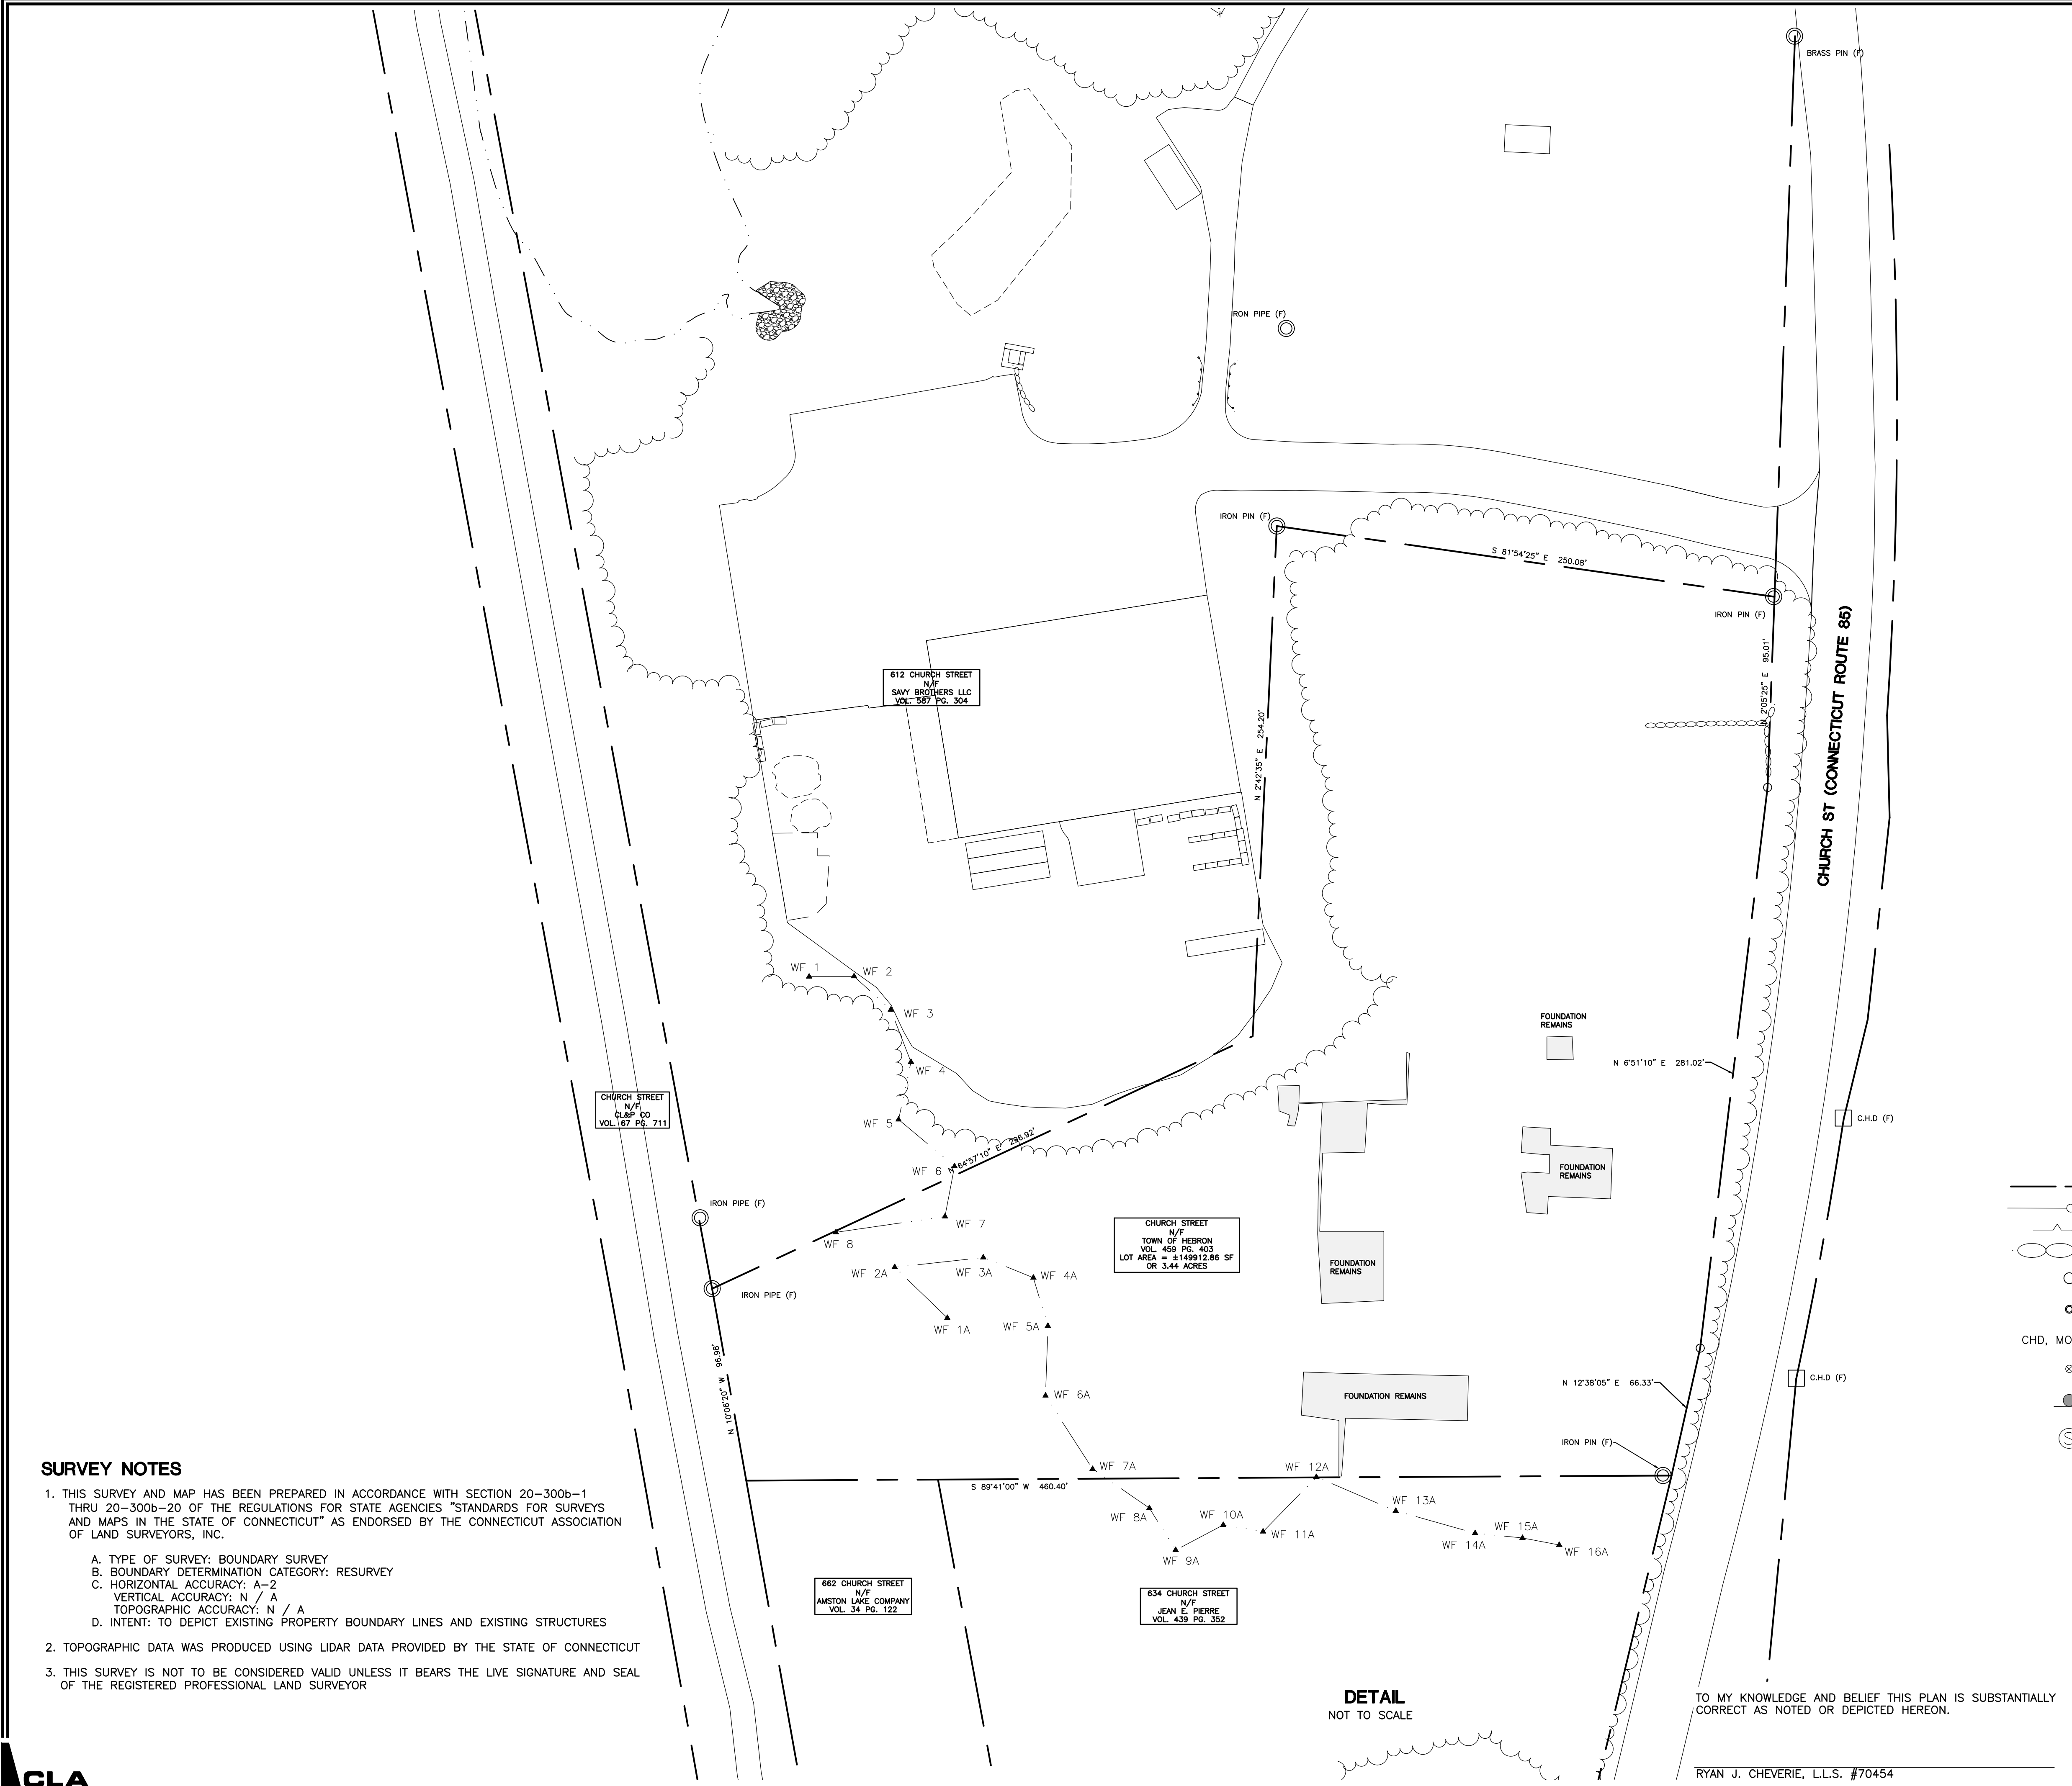 BRASS PIN (F)
IRON PIPE (F)
IRON PIN (F)
S 81°54'25" E 250.08'
IRON PIN (F)
N 2°05'25" E 95.01'
CHURCH ST (CONNECTICUT ROUTE 85)
612 CHURCH STREET
N/F
SAVY BROTHERS LLC
VOL. 587 PG. 304
N 2°42'35" E 254.20'
WF 1
WF 2
WF 3
WF 4
WF 5
WF 6
WF 7
WF 8
FOUNDATION
REMAINS
N 6°51'10" E 281.02'
CHURCH STREET
N/F
CL&P CO
VOL. 67 PG. 711
C.H.D (F)
N 64°57'10" E 296.92'
FOUNDATION
REMAINS
IRON PIPE (F)
CHURCH STREET
N/F
TOWN OF HEBRON
VOL. 459 PG. 403
LOT AREA = ±149912.86 SF
OR 3.44 ACRES
FOUNDATION
REMAINS
IRON PIPE (F)
WF 2A
WF 3A
WF 4A
WF 1A
WF 5A
WF 6A
CHD, MO
N 10°06'20" W 96.98'
FOUNDATION REMAINS
N 12°38'05" E 66.33'
C.H.D (F)
IRON PIN (F)
S
WF 7A
S 89°41'00" W 460.40'
WF 12A
WF 8A
WF 10A
WF 13A
WF 9A
WF 11A
WF 14A
WF 15A
WF 16A
662 CHURCH STREET
N/F
AMSTON LAKE COMPANY
VOL. 34 PG. 122
634 CHURCH STREET
N/F
JEAN E. PIERRE
VOL. 439 PG. 352
SURVEY NOTES
1. THIS SURVEY AND MAP HAS BEEN PREPARED IN ACCORDANCE WITH SECTION 20-300b-1
THRU 20-300b-20 OF THE REGULATIONS FOR STATE AGENCIES "STANDARDS FOR SURVEYS
AND MAPS IN THE STATE OF CONNECTICUT" AS ENDORSED BY THE CONNECTICUT ASSOCIATION
OF LAND SURVEYORS, INC.
A. TYPE OF SURVEY: BOUNDARY SURVEY
B. BOUNDARY DETERMINATION CATEGORY: RESURVEY
C. HORIZONTAL ACCURACY: A-2
VERTICAL ACCURACY: N / A
TOPOGRAPHIC ACCURACY: N / A
D. INTENT: TO DEPICT EXISTING PROPERTY BOUNDARY LINES AND EXISTING STRUCTURES
2. TOPOGRAPHIC DATA WAS PRODUCED USING LIDAR DATA PROVIDED BY THE STATE OF CONNECTICUT
3. THIS SURVEY IS NOT TO BE CONSIDERED VALID UNLESS IT BEARS THE LIVE SIGNATURE AND SEAL
OF THE REGISTERED PROFESSIONAL LAND SURVEYOR
DETAIL
NOT TO SCALE
TO MY KNOWLEDGE AND BELIEF THIS PLAN IS SUBSTANTIALLY
CORRECT AS NOTED OR DEPICTED HEREON.
RYAN J. CHEVERIE, L.L.S. #70454
CLA